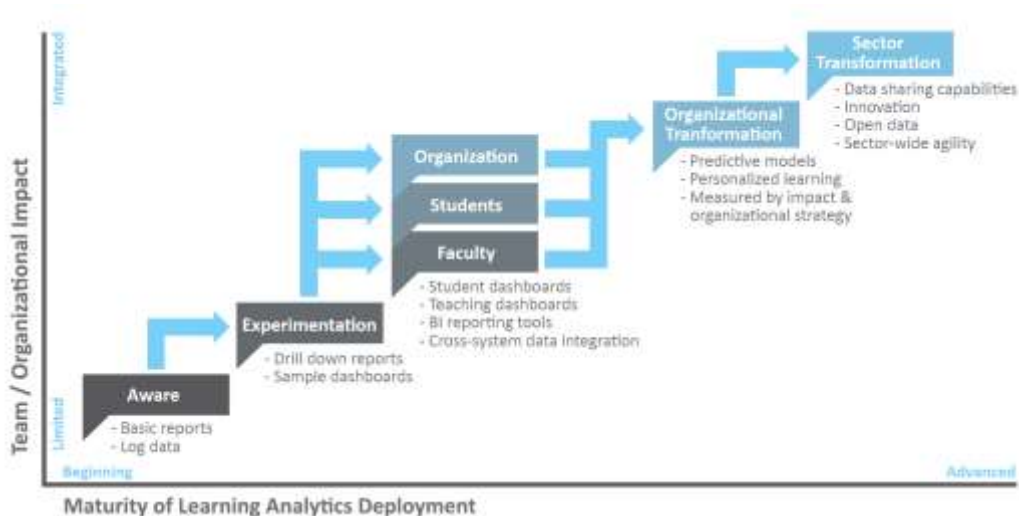 Integrated
Sector
Transformation
- Data sharing capabilities
- Innovation
- Open data
- Sector-wide agility
Organizational
Tranformation
- Predictive models
- Personalized learning
- Measured by impact &
organizational strategy
Organization
Students
Faculty
- Student dashboards
- Teaching dashboards
- BI reporting tools
- Cross-system data integration
Experimentation
- Drill down reports
- Sample dashboards
Aware
- Basic reports
- Log data
Team / Organizational Impact
Limited
Beginning
Advanced
Maturity of Learning Analytics Deployment